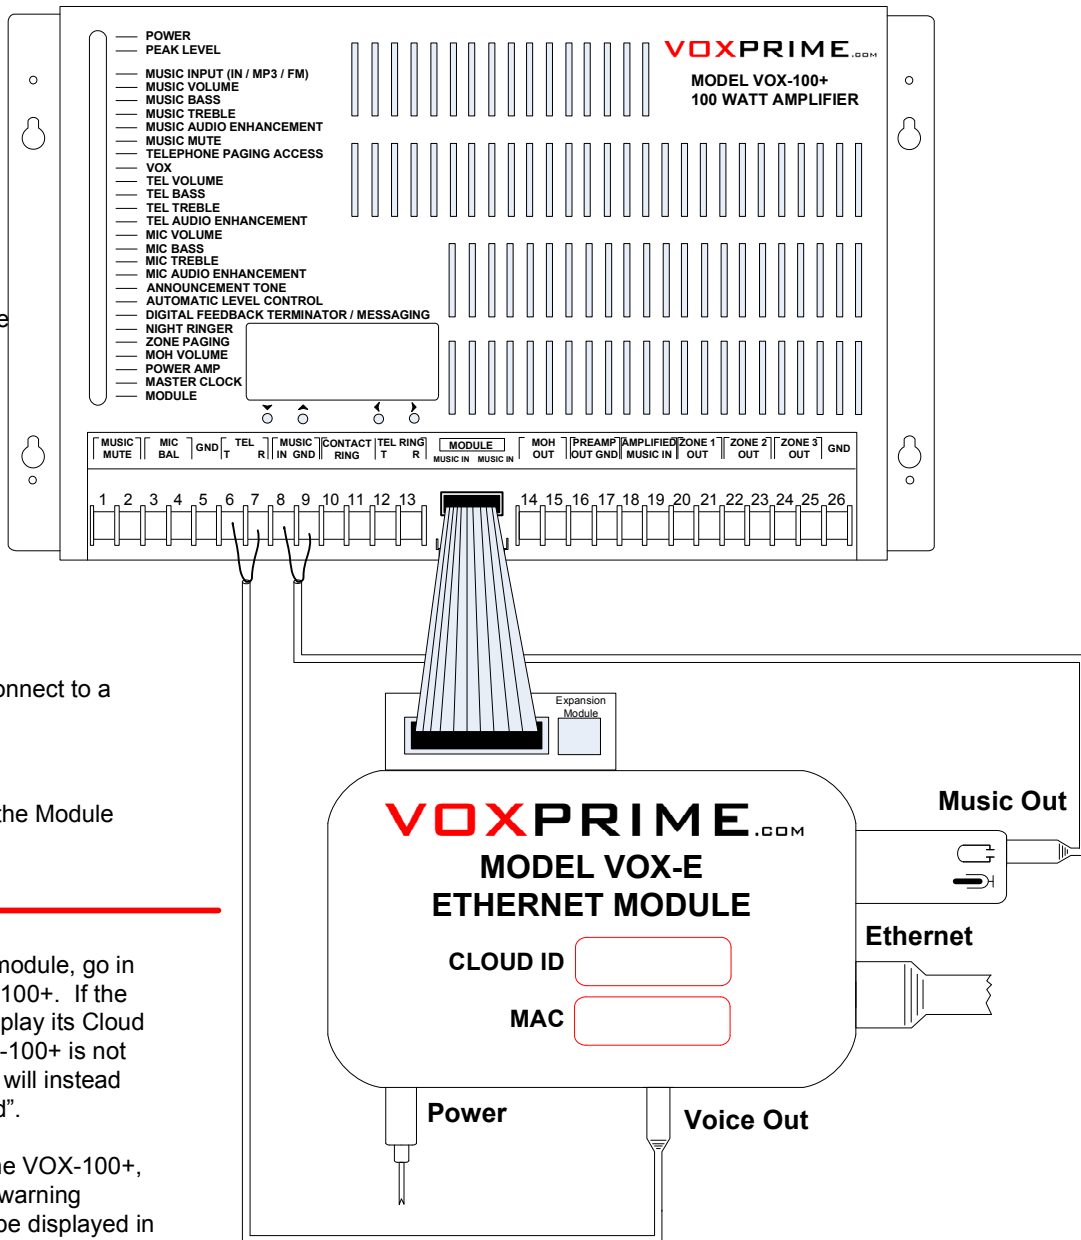 POWER
PEAK LEVEL
MUSIC INPUT (IN / MP3 / FM)
MUSIC VOLUME
MUSIC BASS
MUSIC TREBLE
MUSIC AUDIO ENHANCEMENT
MUSIC MUTE
TELEPHONE PAGING ACCESS
VOX
TEL VOLUME
TEL BASS
TEL TREBLE
TEL AUDIO ENHANCEMENT
MIC VOLUME
MIC BASS
MIC TREBLE
MIC AUDIO ENHANCEMENT
ANNOUNCEMENT TONE
AUTOMATIC LEVEL CONTROL
DIGITAL FEEDBACK TERMINATOR / MESSAGING
NIGHT RINGER
ZONE PAGING
MOH VOLUME
POWER AMP
MASTER CLOCK
MODULE
VOXPRIME.COM
MODEL VOX-100+
100 WATT AMPLIFIER
e
MUSIC MIC GND TEL MUSIC CONTACT TEL RING MODULE MOH PREAMP AMPLIFIED ZONE 1 ZONE 2 ZONE 3 GND
MUTE BAL T R IN GND RING T R MUSIC IN MUSIC IN OUT OUT GND MUSIC IN OUT OUT OUT
1 2 3 4 5 6 7 8 9 10 11 12 13 14 15 16 17 18 19 20 21 22 23 24 25 26
onnect to a
the Module
Expansion
Module
VOXPRIME.COM
MODEL VOX-E
ETHERNET MODULE
CLOUD ID
MAC
Music Out
Ethernet
Power
Voice Out
module, go in
100+. If the
play its Cloud
-100+ is not
will instead
d”.
ne VOX-100+,
warning
be displayed in